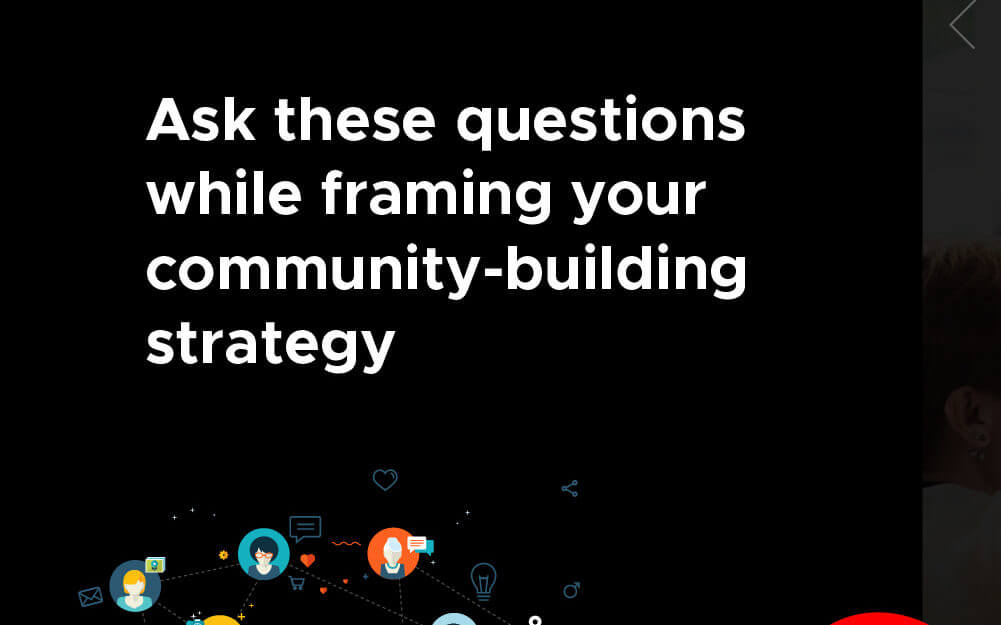 Ask these questions
while framing your
community-building
strategy